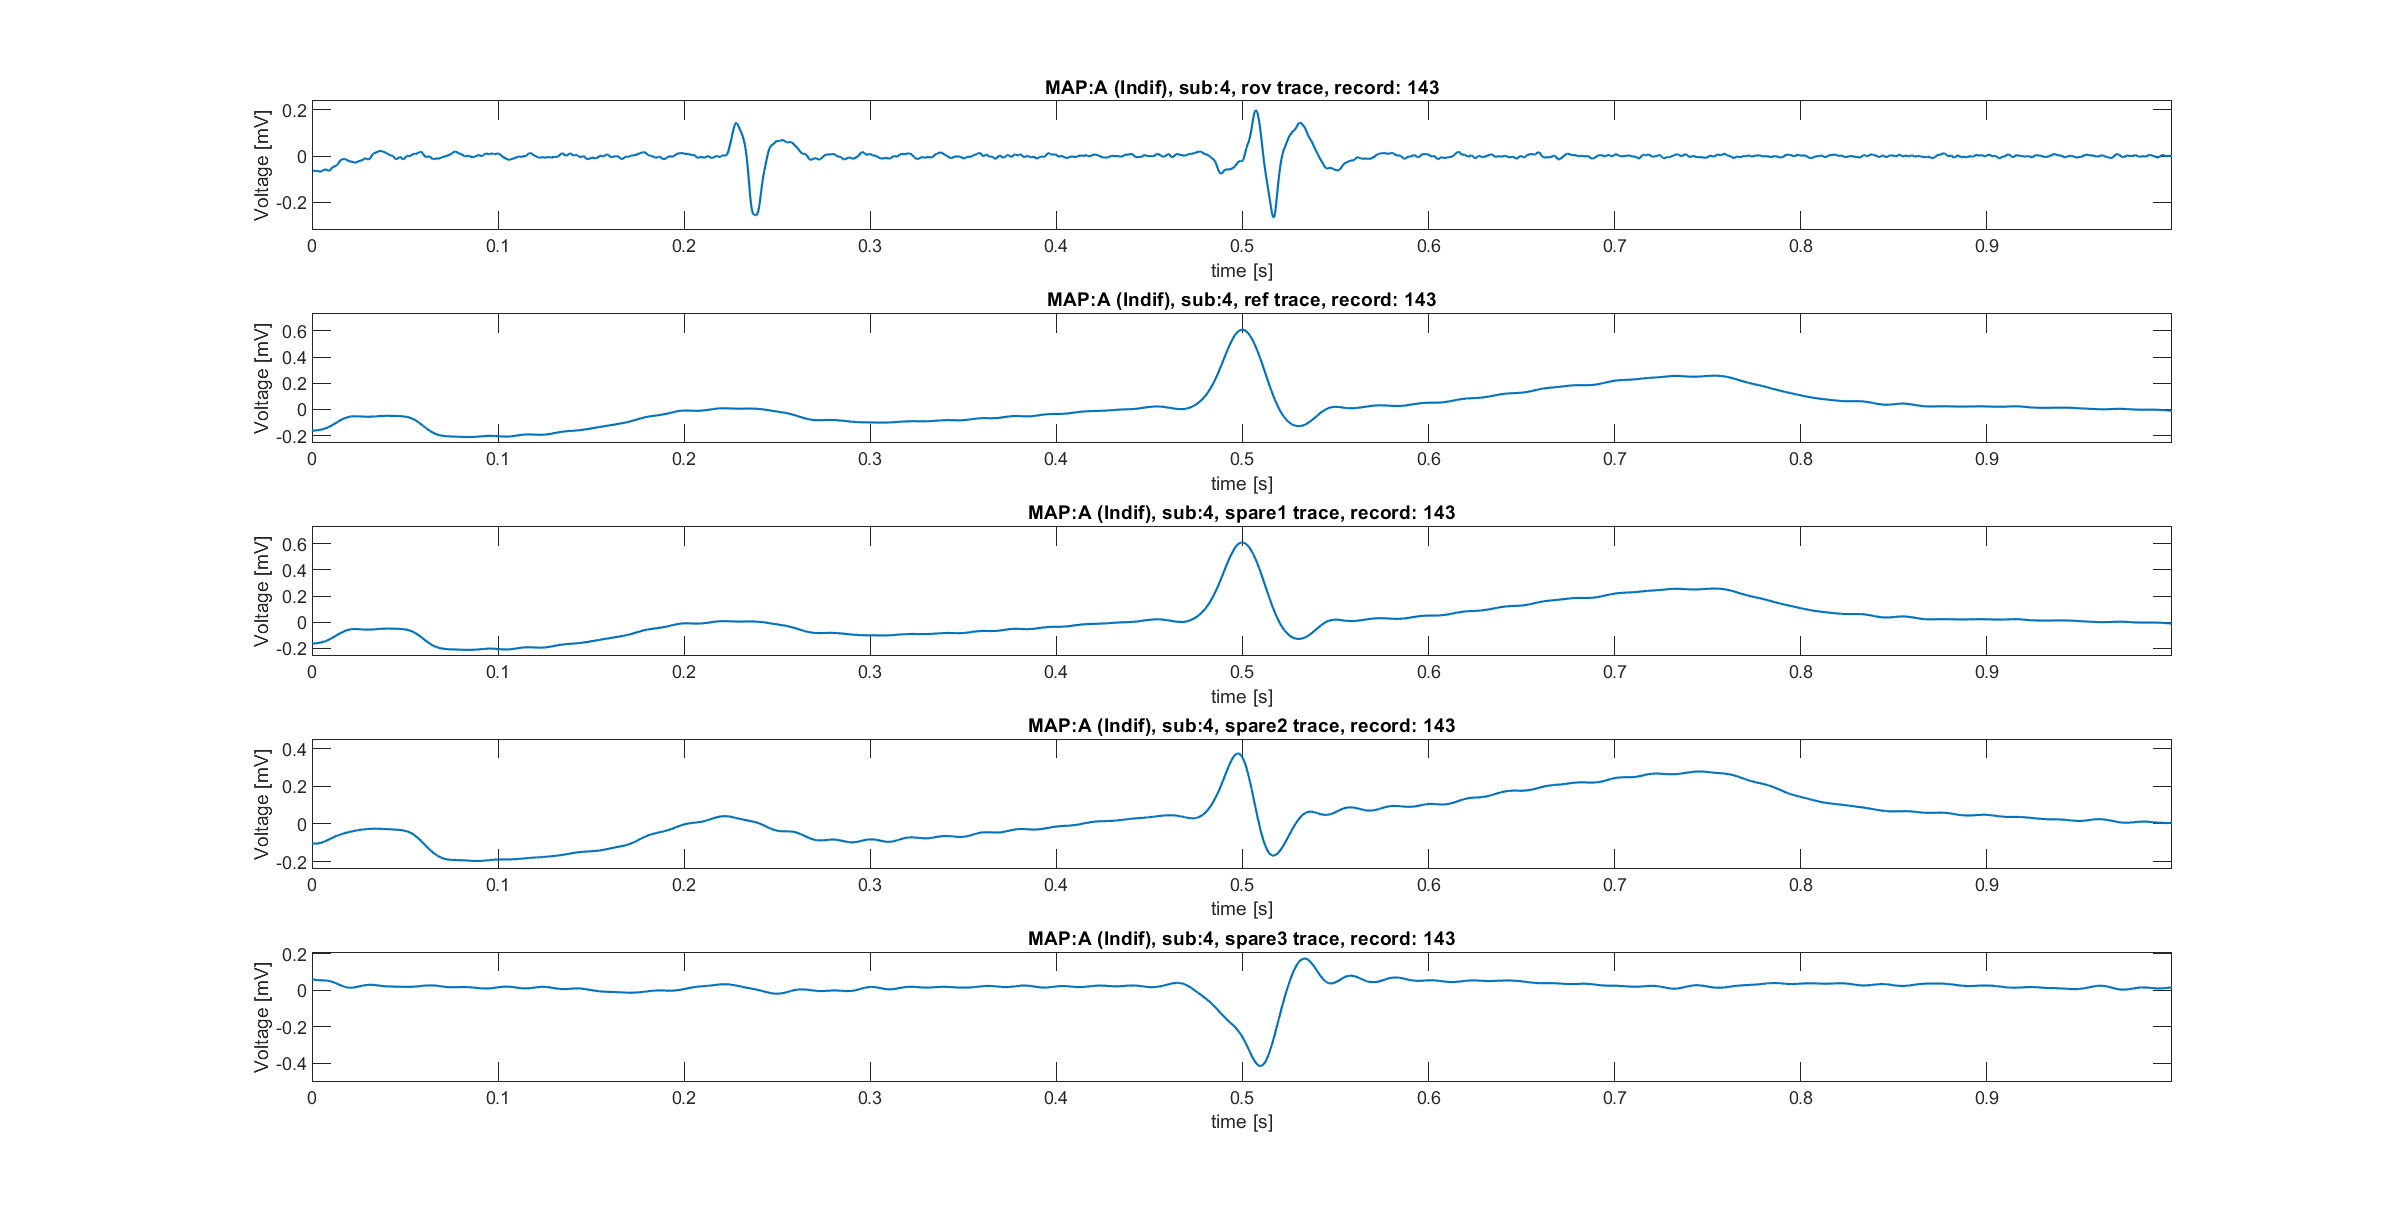 MAP:A (Indif), sub:4, rov trace, record: 143
Voltage [mV]
0.2
0
-0.2
0 0.1 0.2 0.3 0.4 0.5 0.6 0.7 0.8 0.9
time [s]
MAP:A (Indif), sub:4, ref trace, record: 143
Voltage [mV]
0.6
0.4
0.2
0
-0.2
0 0.1 0.2 0.3 0.4 0.5 0.6 0.7 0.8 0.9
time [s]
MAP:A (Indif), sub:4, spare1 trace, record: 143
Voltage [mV]
0.6
0.4
0.2
0
-0.2
0 0.1 0.2 0.3 0.4 0.5 0.6 0.7 0.8 0.9
time [s]
MAP:A (Indif), sub:4, spare2 trace, record: 143
Voltage [mV]
0.4
0.2
0
-0.2
0 0.1 0.2 0.3 0.4 0.5 0.6 0.7 0.8 0.9
time [s]
MAP:A (Indif), sub:4, spare3 trace, record: 143
Voltage [mV]
0.2
0
-0.2
-0.4
0 0.1 0.2 0.3 0.4 0.5 0.6 0.7 0.8 0.9
time [s]